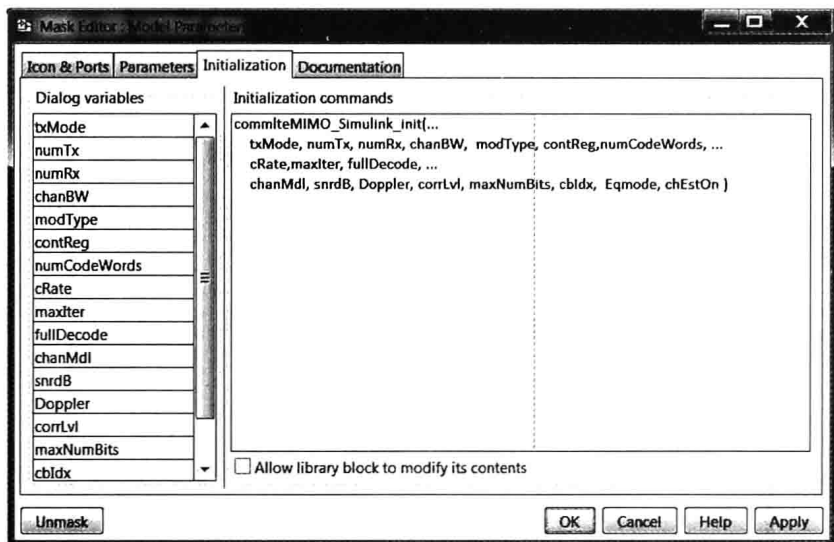 Mask Editor : Model Parameter
Icon & Ports Parameters Initialization Documentation
Dialog variables
txMode
numTx
numRx
chanBW
modType
contReg
numCodeWords
cRate
maxIter
fullDecode
chanMdl
snrdB
Doppler
corrLvl
maxNumBits
cbIdx
Initialization commands
commlteMIMO_Simulink_init(...
txMode, numTx, numRx, chanBW, modType, contReg,numCodeWords, ...
cRate,maxIter, fullDecode, ...
chanMdl, snrdB, Doppler, corrLvl, maxNumBits, cbIdx, Eqmode, chEstOn )
Allow library block to modify its contents
Unmask OK Cancel Help Apply